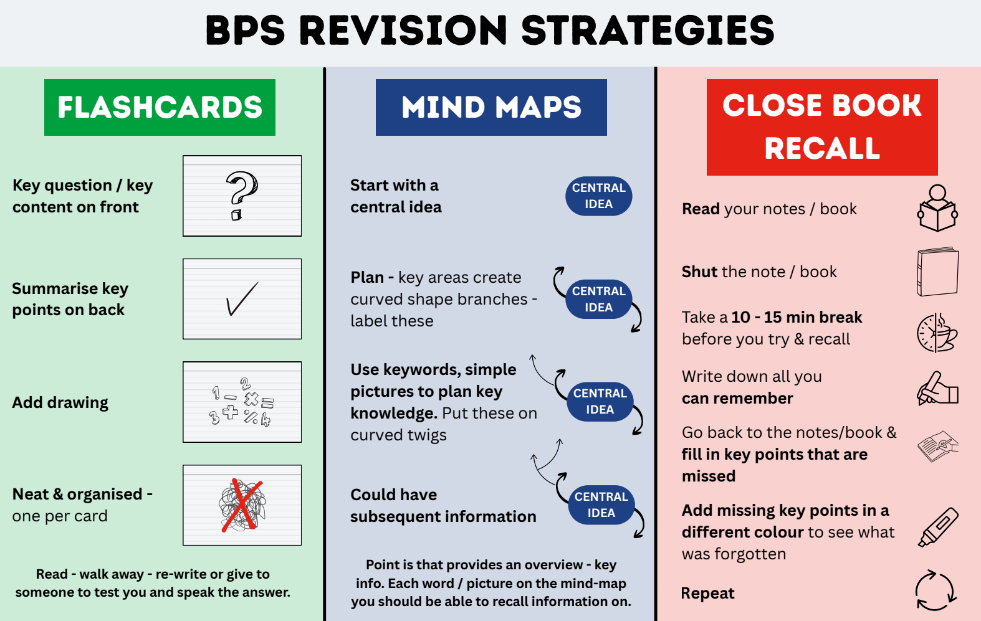 BPS REVISION STRATEGIES
FLASHCARDS
Key question / key
content on front
?
Summarise key
points on back
Add drawing
1 2
- × =
3 + ÷ % 4
Neat & organised -
one per card
Read - walk away - re-write or give to
someone to test you and speak the answer.
MIND MAPS
Start with a
central idea
CENTRAL
IDEA
Plan - key areas create
curved shape branches -
label these
CENTRAL
IDEA
Use keywords, simple
pictures to plan key
knowledge. Put these on
curved twigs
CENTRAL
IDEA
Could have
subsequent information
CENTRAL
IDEA
Point is that provides an overview - key
info. Each word / picture on the mind-map
you should be able to recall information on.
CLOSE BOOK
RECALL
Read your notes / book
Shut the note / book
Take a 10 - 15 min break
before you try & recall
Write down all you
can remember
Go back to the notes/book &
fill in key points that are
missed
Add missing key points in a
different colour to see what
was forgotten
Repeat